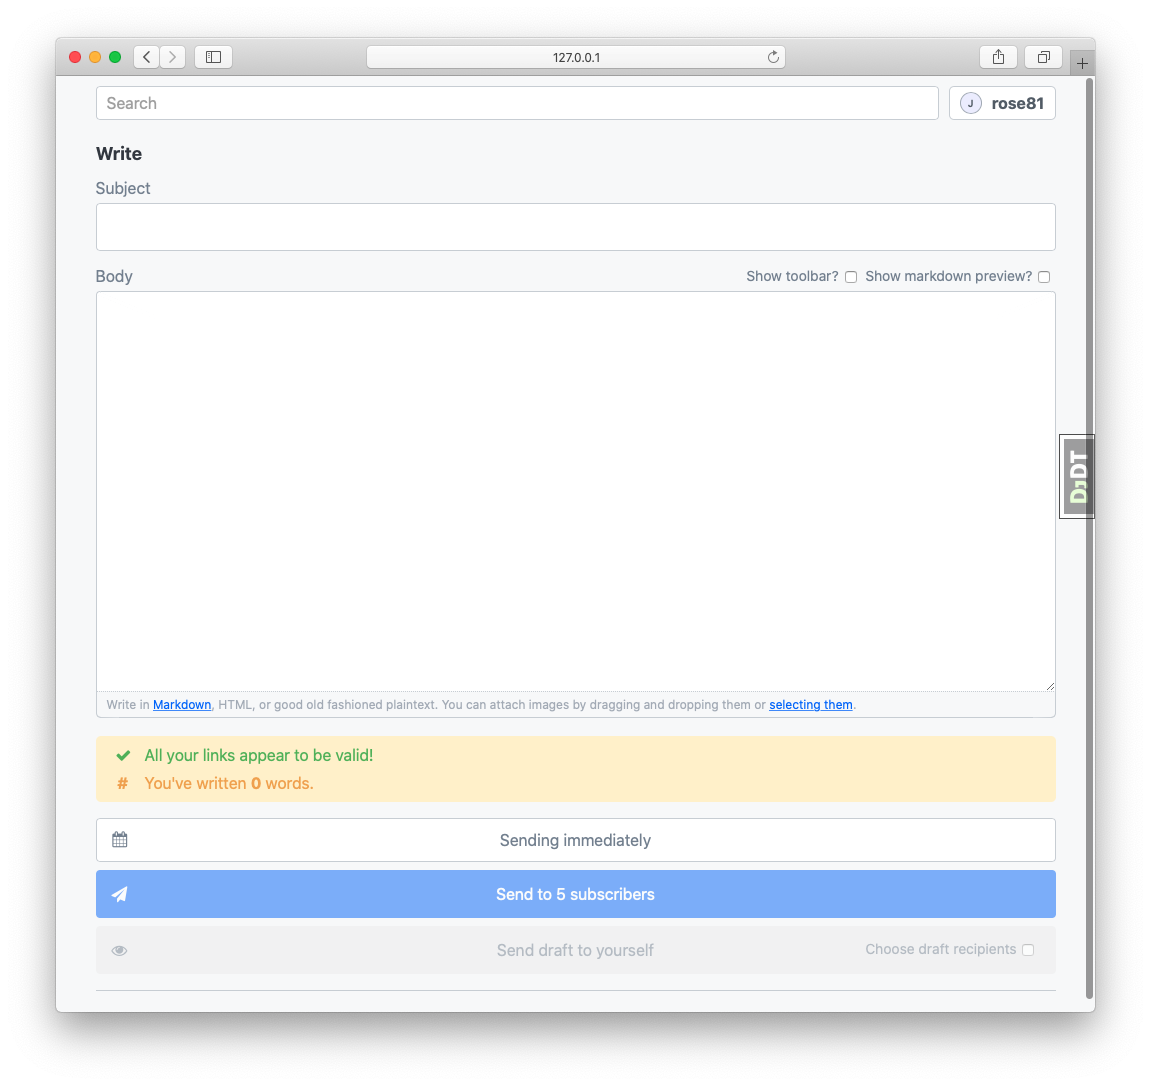 127.0.0.1
Search
J rose81
Write
Subject
Body Show toolbar? Show markdown preview?
DJDT
Write in Markdown, HTML, or good old fashioned plaintext. You can attach images by dragging and dropping them or selecting them.
All your links appear to be valid!
# You've written 0 words.
Sending immediately
Send to 5 subscribers
Send draft to yourself Choose draft recipients